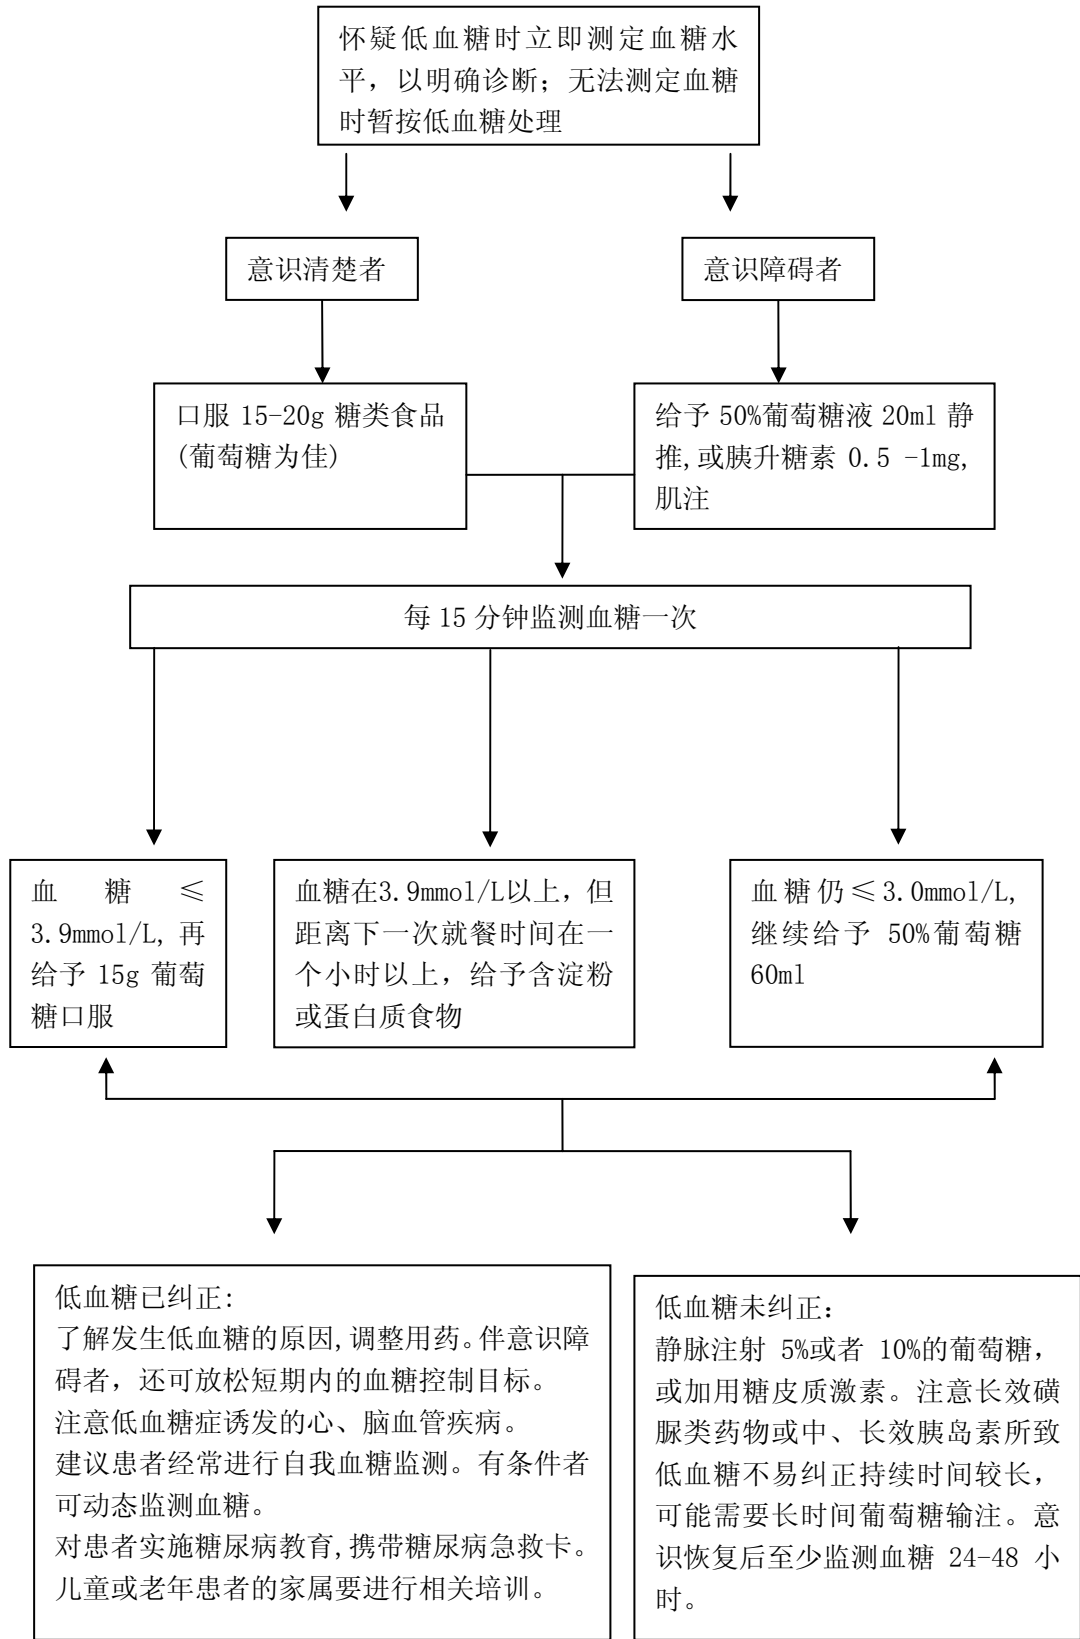 怀疑低血糖时立即测定血糖水
平，以明确诊断；无法测定血糖
时暂按低血糖处理
意识清楚者
意识障碍者
口服 15-20g 糖类食品
(葡萄糖为佳)
给予 50%葡萄糖液 20ml 静
推,或胰升糖素 0.5 -1mg,
肌注
每 15 分钟监测血糖一次
血糖≤
3.9mmol/L, 再
给予 15g 葡萄
糖口服
血糖在3.9mmol/L以上，但
距离下一次就餐时间在一
个小时以上，给予含淀粉
或蛋白质食物
血糖仍≤3.0mmol/L,
继续给予 50%葡萄糖
60ml
低血糖已纠正:
了解发生低血糖的原因,调整用药。伴意识障
碍者，还可放松短期内的血糖控制目标。
注意低血糖症诱发的心、脑血管疾病。
建议患者经常进行自我血糖监测。有条件者
可动态监测血糖。
对患者实施糖尿病教育,携带糖尿病急救卡。
儿童或老年患者的家属要进行相关培训。
低血糖未纠正：
静脉注射 5%或者 10%的葡萄糖，
或加用糖皮质激素。注意长效磺
脲类药物或中、长效胰岛素所致
低血糖不易纠正持续时间较长，
可能需要长时间葡萄糖输注。意
识恢复后至少监测血糖 24-48 小
时。